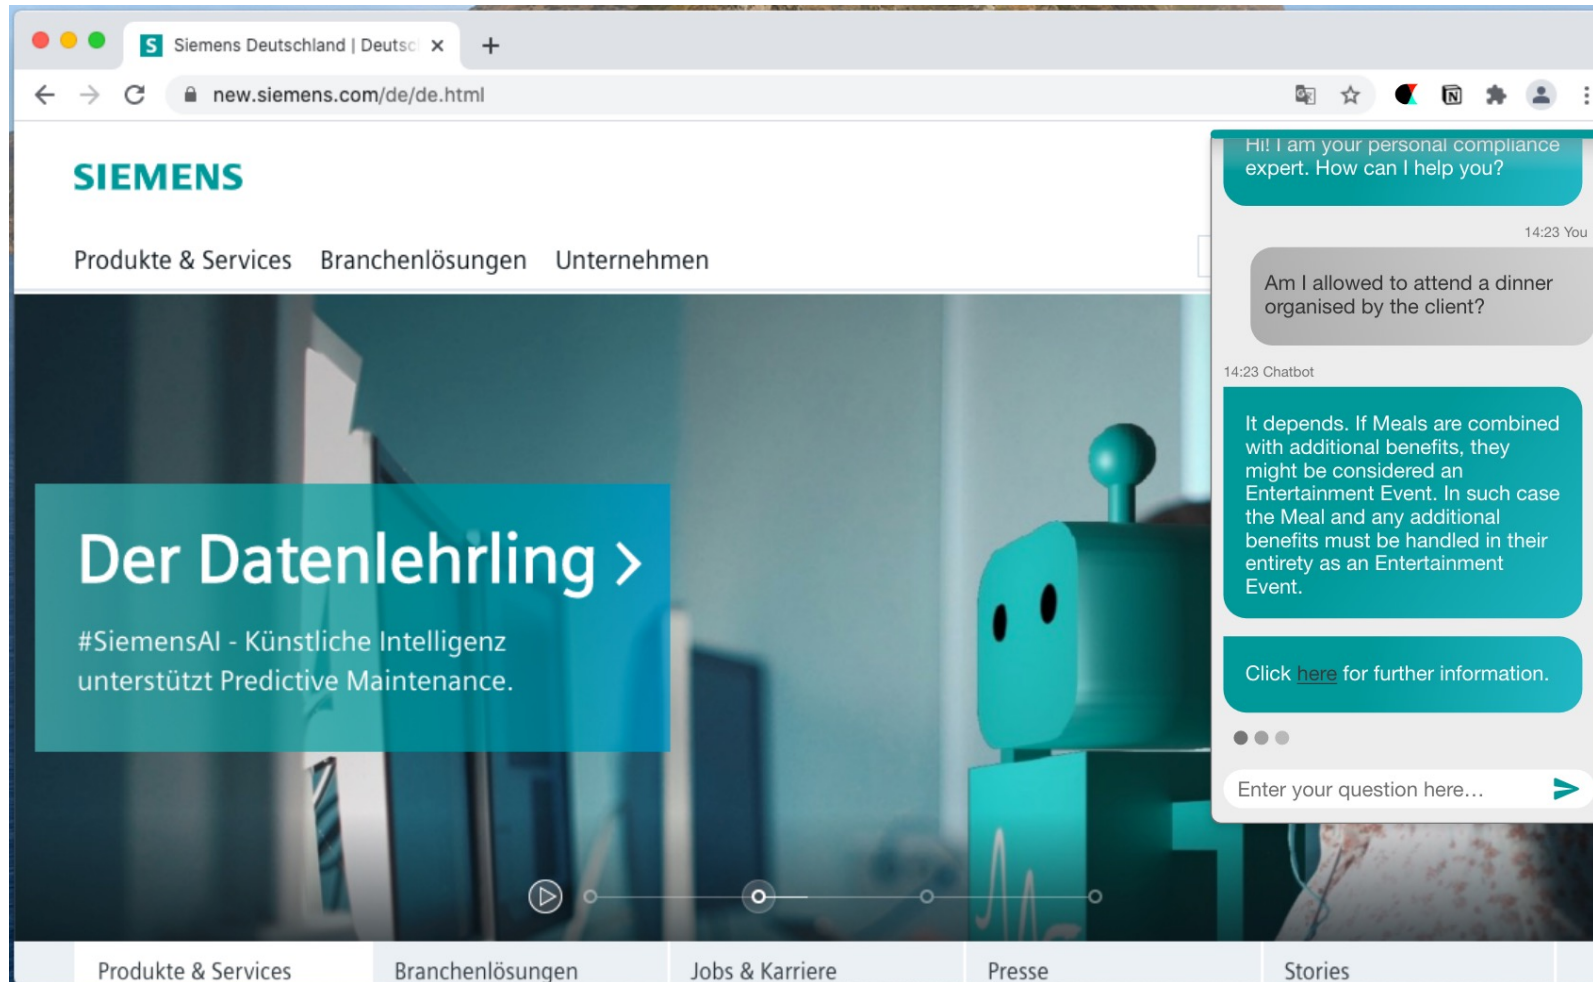 Siemens Deutschland | Deutsc
new.siemens.com/de/de.html
SIEMENS
Produkte & Services Branchenlösungen Unternehmen
Der Datenlehrling >
#SiemensAI - Künstliche Intelligenz
unterstützt Predictive Maintenance.
Hi! I am your personal compliance
expert. How can I help you?
14:23 You
Am I allowed to attend a dinner
organised by the client?
14:23 Chatbot
It depends. If Meals are combined
with additional benefits, they
might be considered an
Entertainment Event. In such case
the Meal and any additional
benefits must be handled in their
entirety as an Entertainment
Event.
Click here for further information.
Enter your question here…
Produkte & Services Branchenlösungen Jobs & Karriere Presse Stories